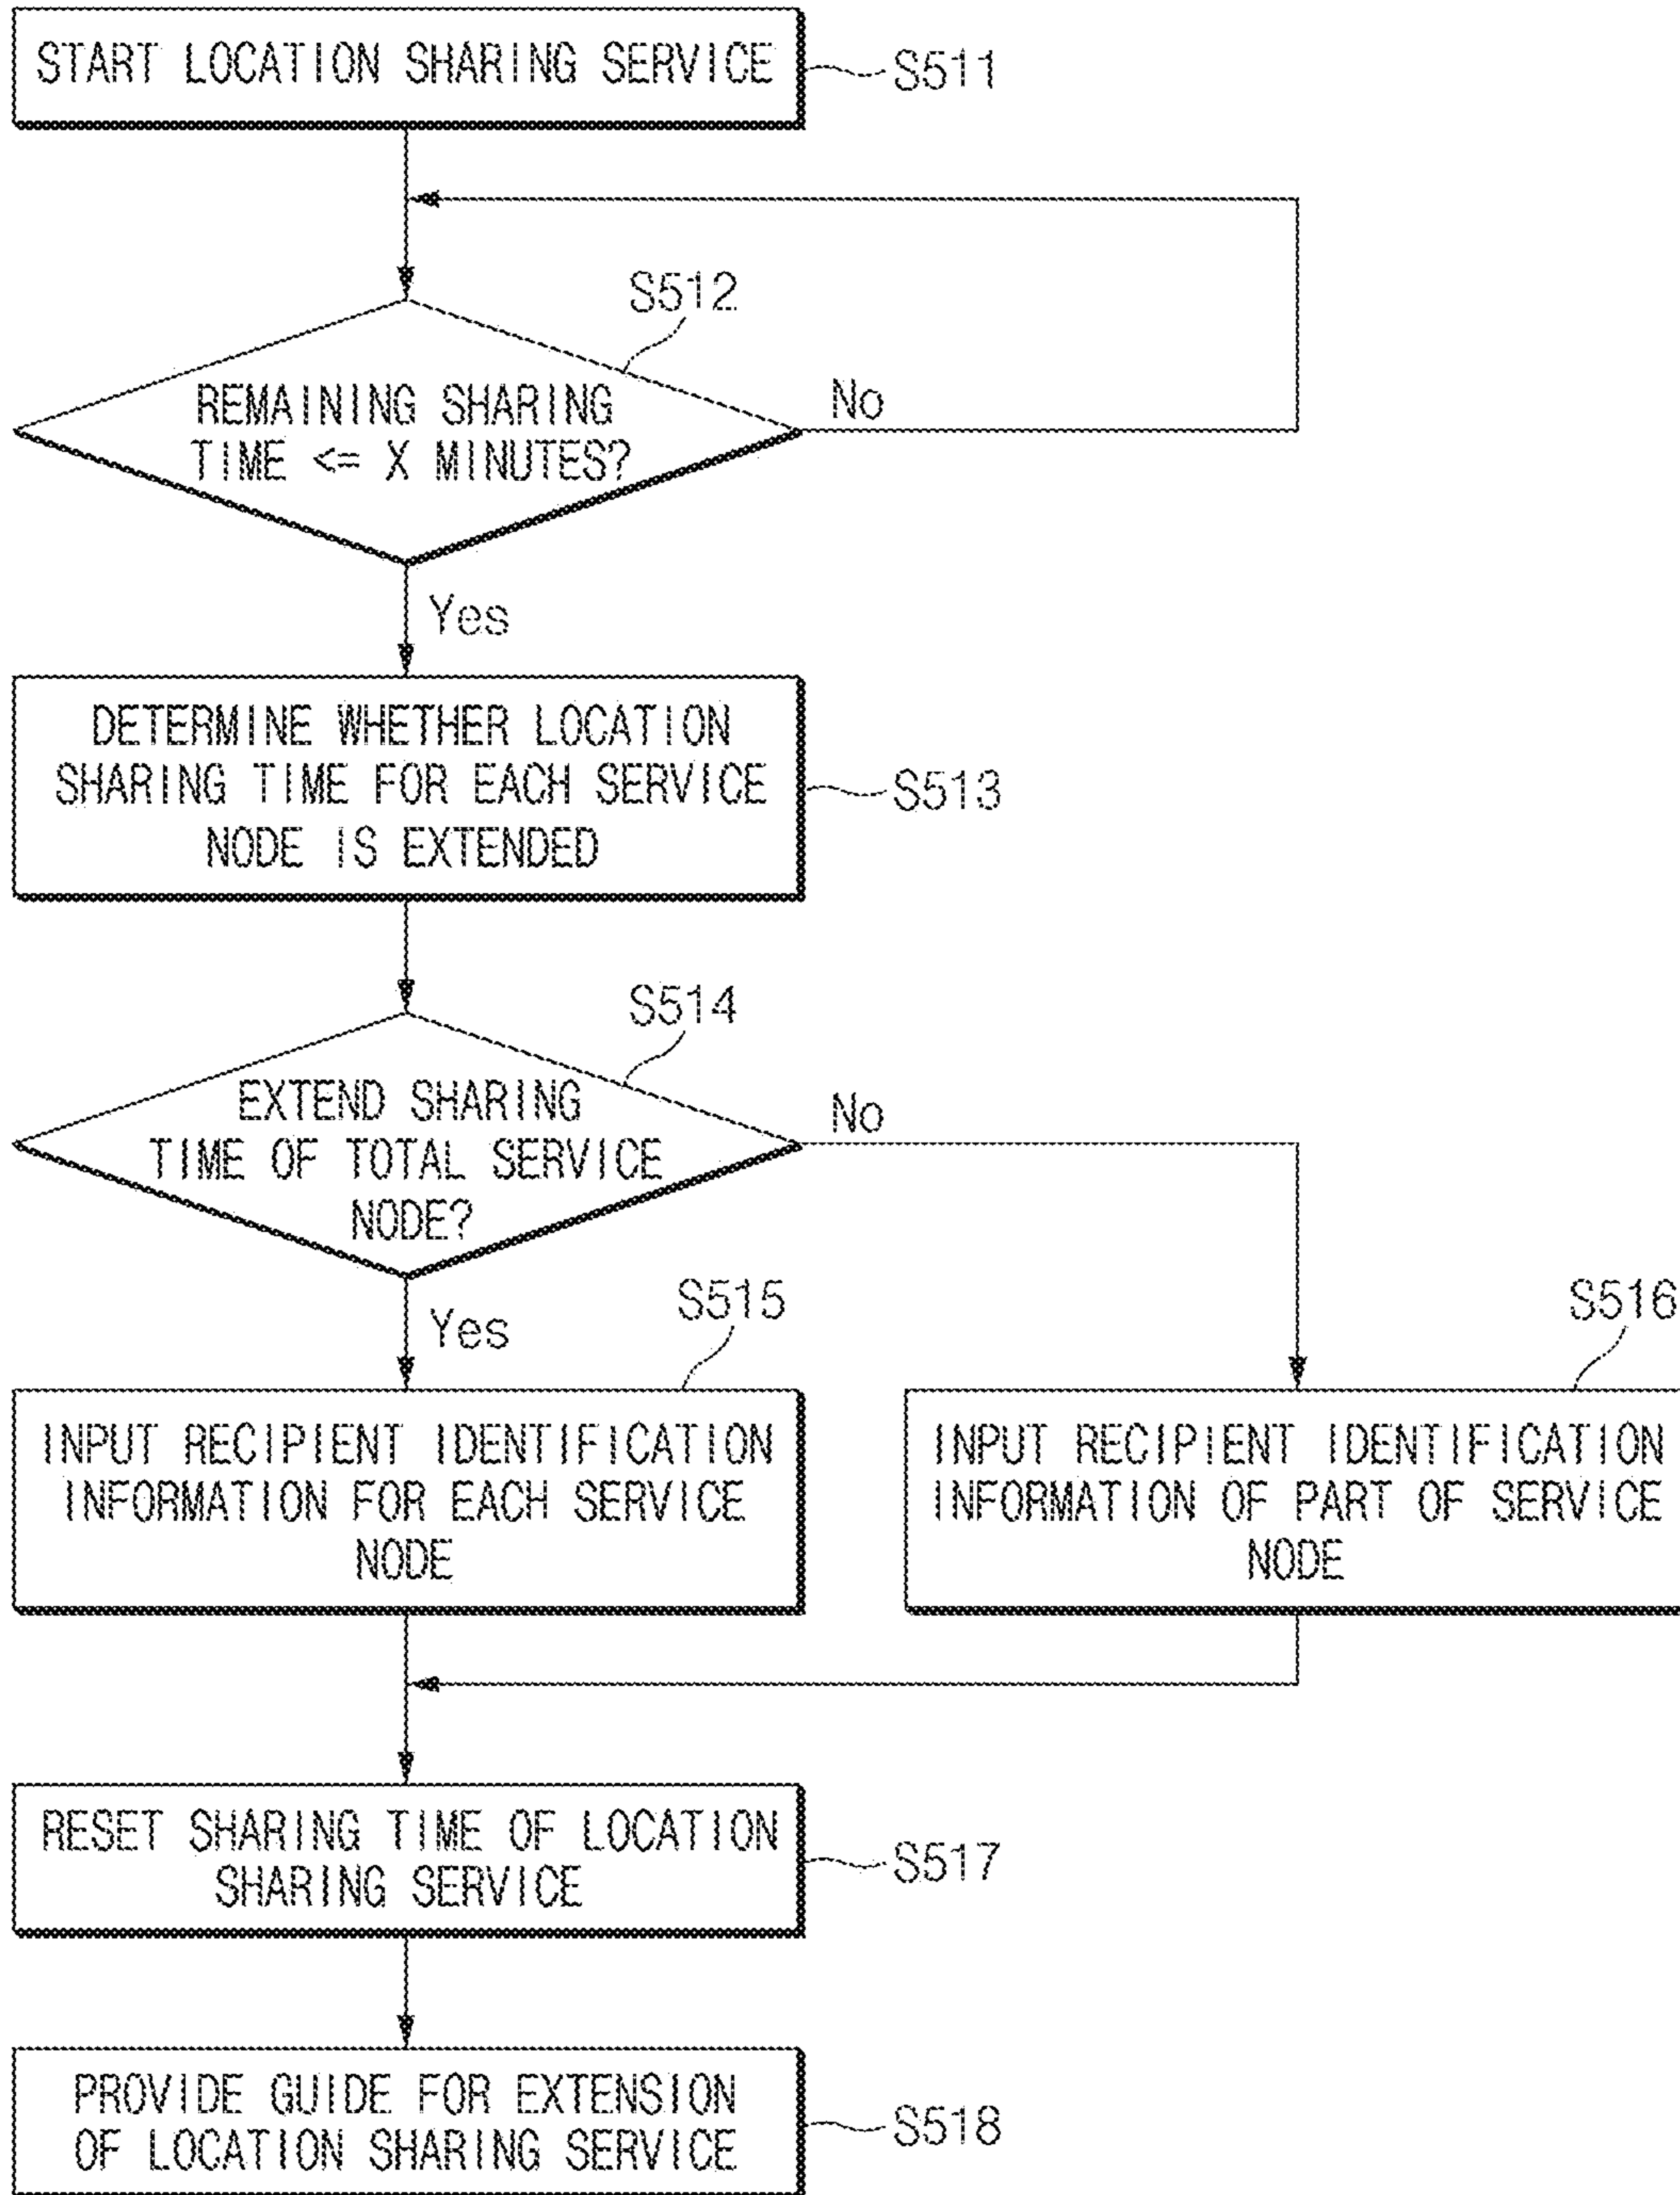 START LOCATION SHARING SERVICE
S511
S512
REMAINING SHARING
TIME <= X MINUTES?
No
Yes
DETERMINE WHETHER LOCATION
SHARING TIME FOR EACH SERVICE
NODE IS EXTENDED
S513
S514
EXTEND SHARING
TIME OF TOTAL SERVICE
NODE?
No
Yes
S515
S516
INPUT RECIPIENT IDENTIFICATION
INFORMATION FOR EACH SERVICE
NODE
INPUT RECIPIENT IDENTIFICATION
INFORMATION OF PART OF SERVICE
NODE
RESET SHARING TIME OF LOCATION
SHARING SERVICE
S517
PROVIDE GUIDE FOR EXTENSION
OF LOCATION SHARING SERVICE
S518